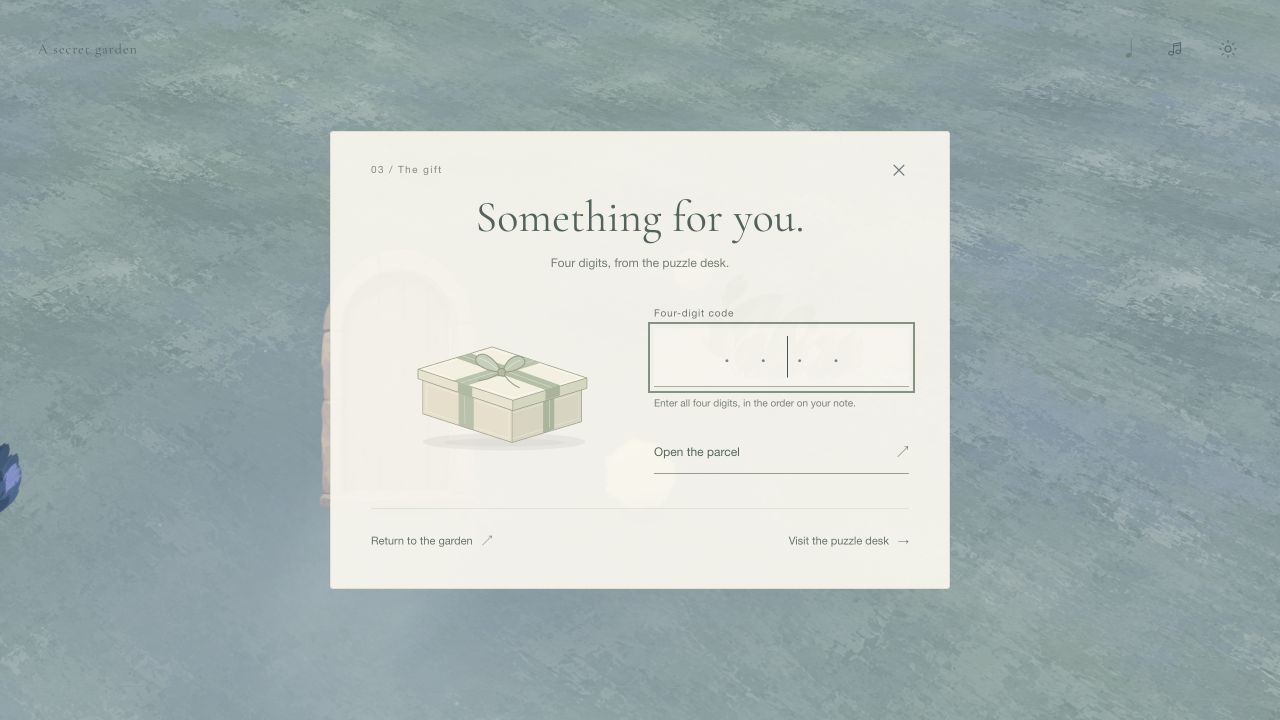 A secret garden
03 / The gift
Something for you.
Four digits, from the puzzle desk.
Four-digit code
. . . .
Enter all four digits, in the order on your note.
Open the parcel ↗
Return to the garden ↗
Visit the puzzle desk →